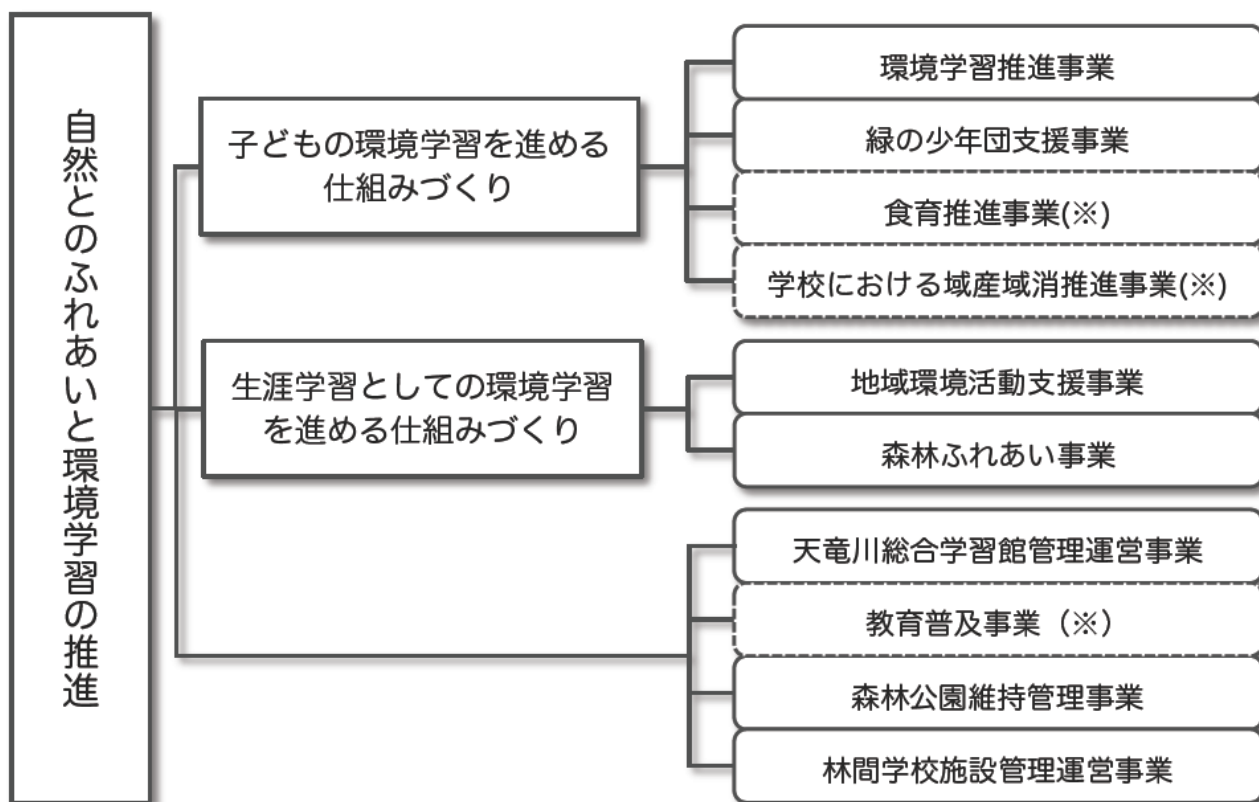 自然とのふれあいと環境学習の推進
子どもの環境学習を進める
仕組みづくり
環境学習推進事業
緑の少年団支援事業
食育推進事業(※)
学校における域産域消推進事業(※)
生涯学習としての環境学習
を進める仕組みづくり
地域環境活動支援事業
森林ふれあい事業
天竜川総合学習館管理運営事業
教育普及事業（※）
森林公園維持管理事業
林間学校施設管理運営事業